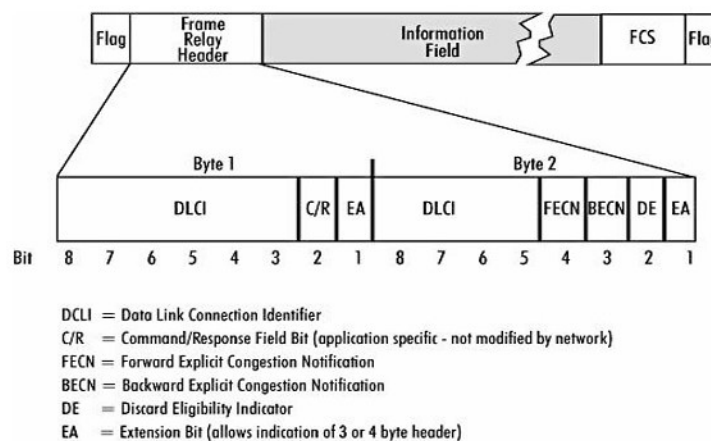 Flag Frame Relay Header Information Field FCS Flag
Byte 1 Byte 2
DLCI C/R EA DLCI FECN BECN DE EA
Bit 8 7 6 5 4 3 2 1 8 7 6 5 4 3 2 1
DCLI = Data Link Connection Identifier
C/R = Command/Response Field Bit (application specific - not modified by network)
FECN = Forward Explicit Congestion Notification
BECN = Backward Explicit Congestion Notification
DE = Discard Eligibility Indicator
EA = Extension Bit (allows indication of 3 or 4 byte header)